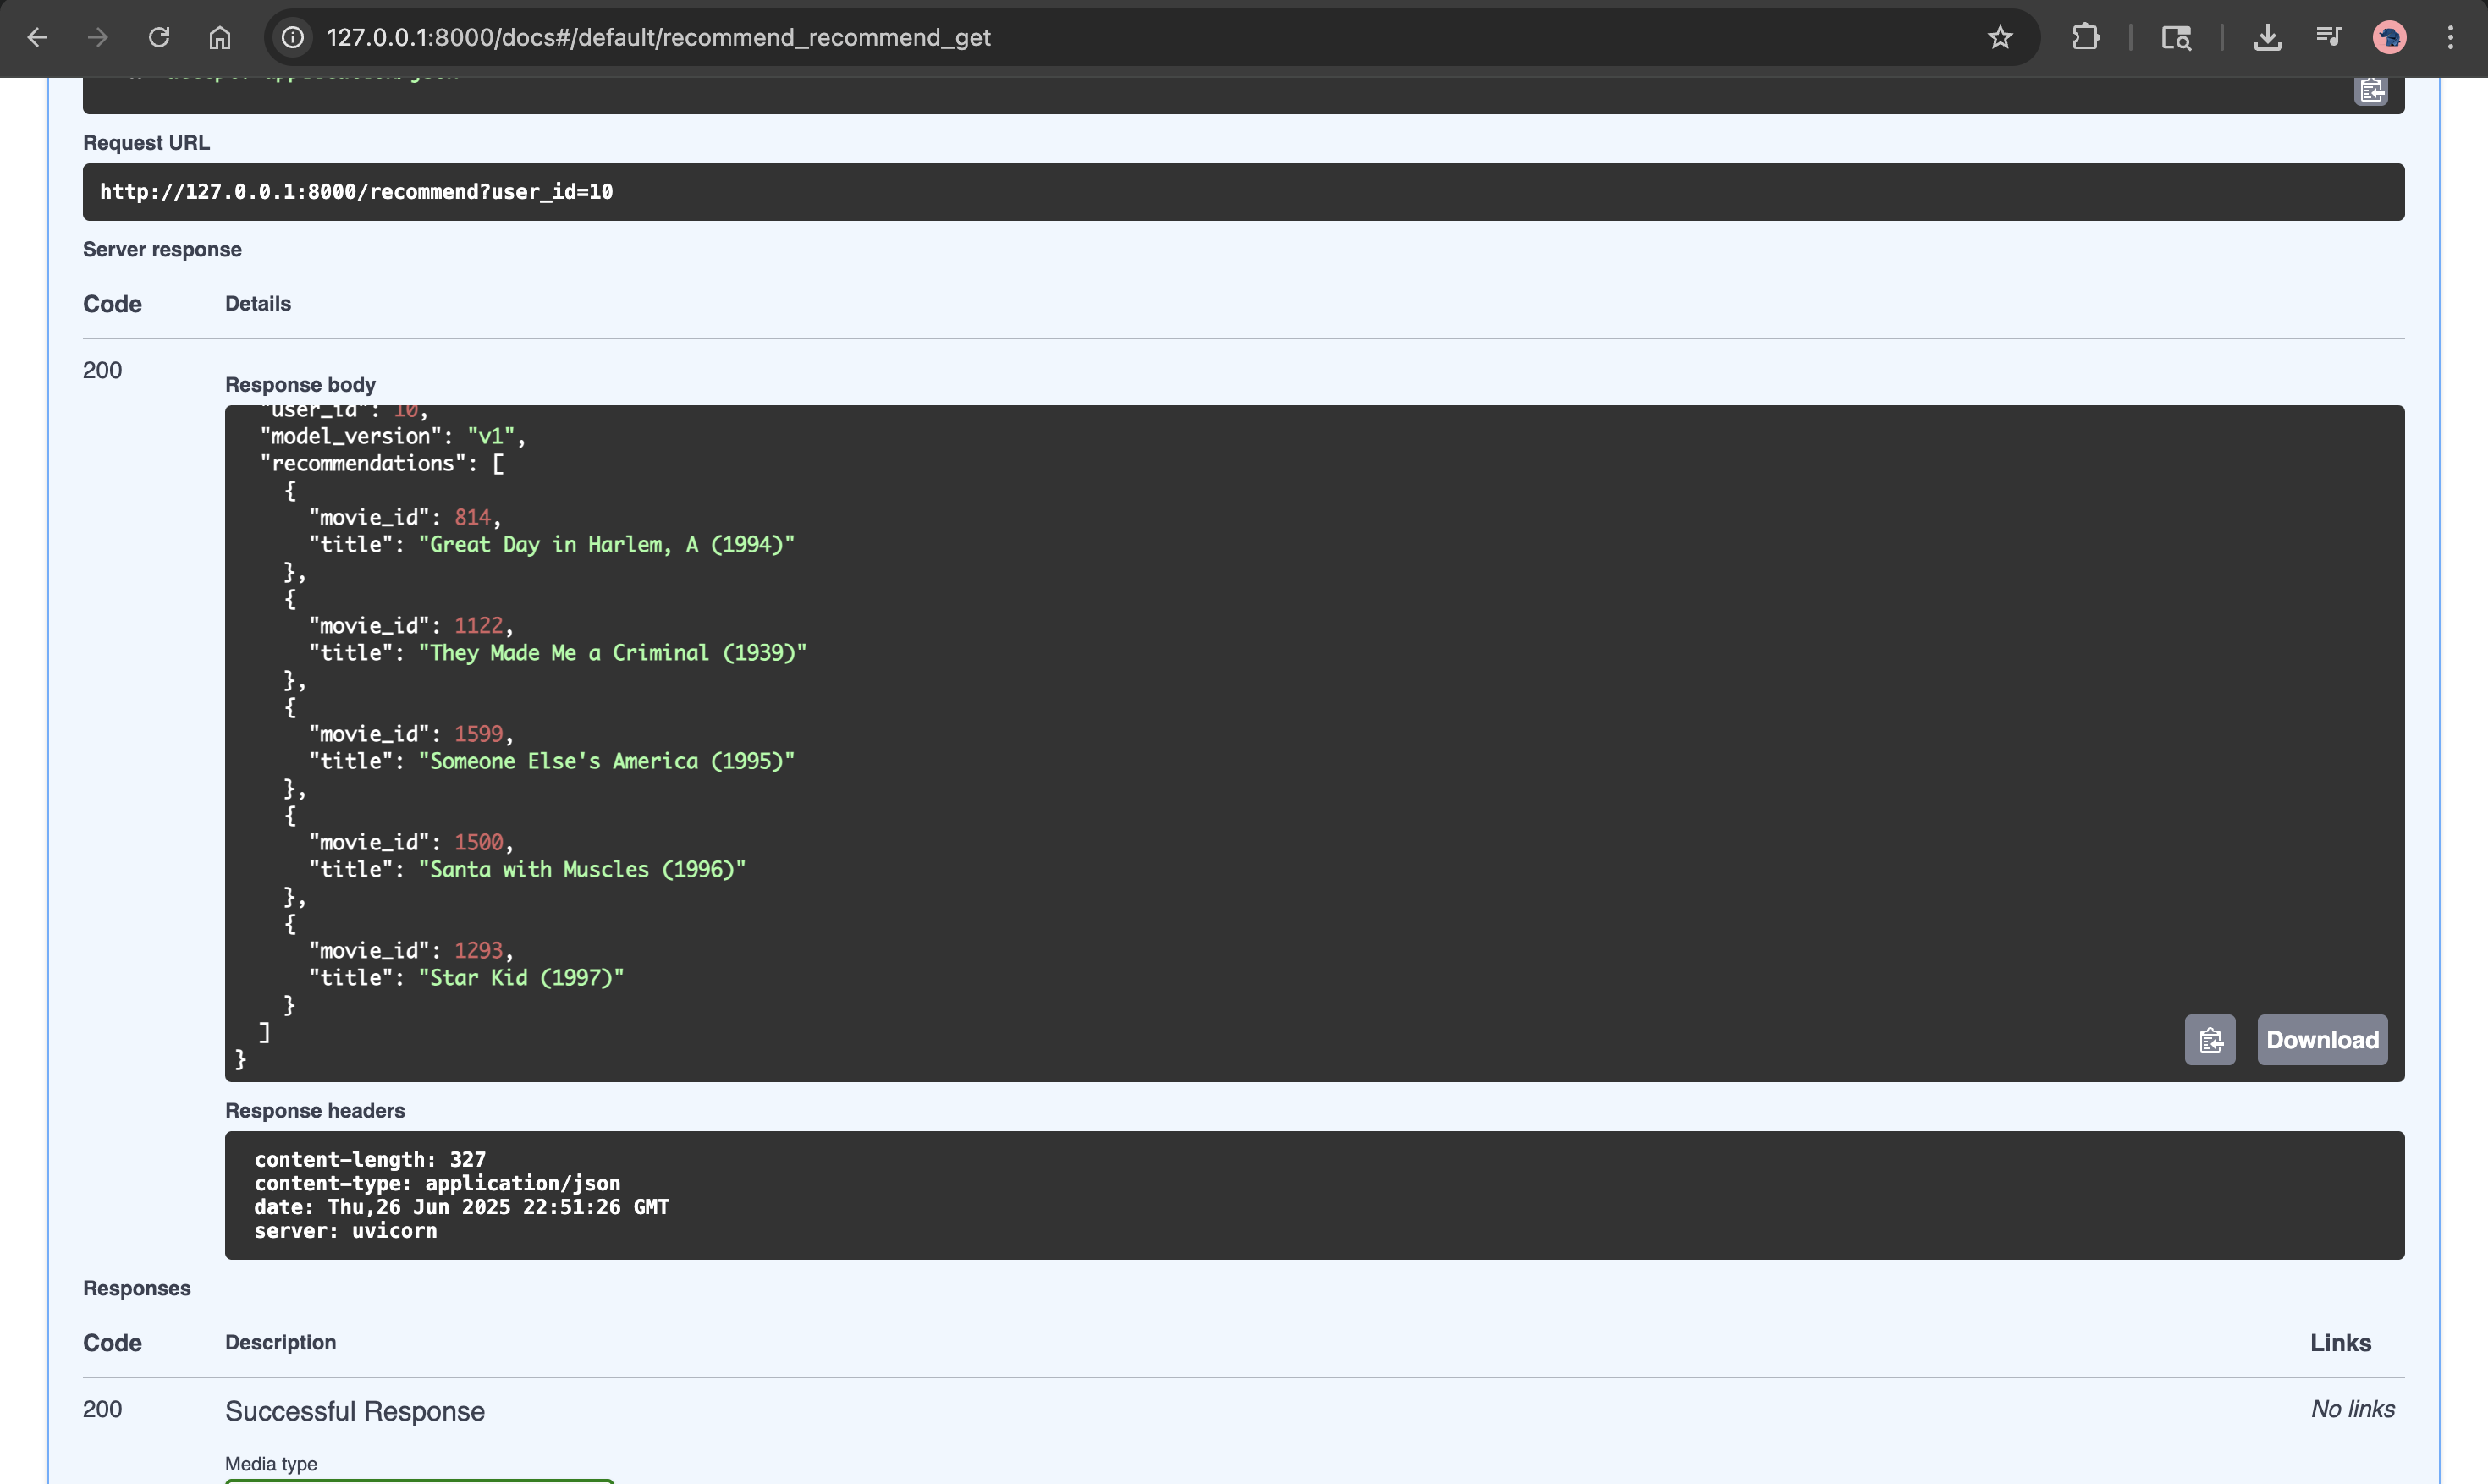 127.0.0.1:8000/docs#/default/recommend_recommend_get
Request URL
http://127.0.0.1:8000/recommend?user_id=10
Server response
Code Details
200
Response body
"user_id": 10,
"model_version": "v1",
"recommendations": [
{
"movie_id": 814,
"title": "Great Day in Harlem, A (1994)"
},
{
"movie_id": 1122,
"title": "They Made Me a Criminal (1939)"
},
{
"movie_id": 1599,
"title": "Someone Else's America (1995)"
},
{
"movie_id": 1500,
"title": "Santa with Muscles (1996)"
},
{
"movie_id": 1293,
"title": "Star Kid (1997)"
}
]
}
Download
Response headers
content-length: 327
content-type: application/json
date: Thu,26 Jun 2025 22:51:26 GMT
server: uvicorn
Responses
Code Description Links
200 Successful Response No links
Media type